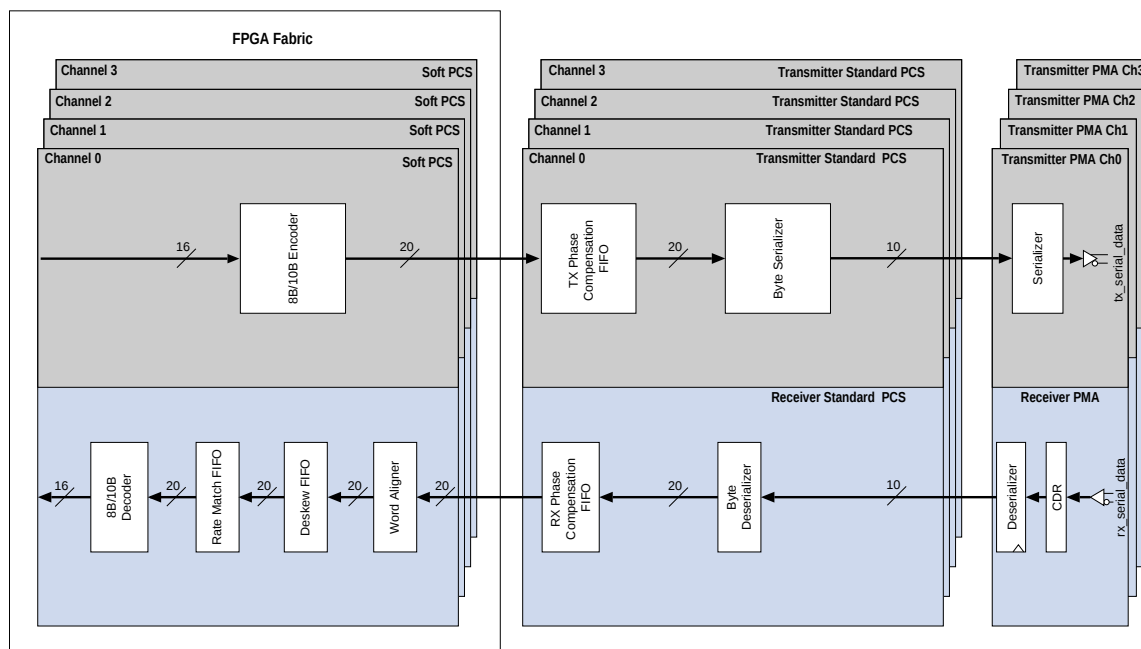 FPGA Fabric
Channel 3
Soft PCS
Channel 2
Soft PCS
Channel 1
Soft PCS
Channel 0
Soft PCS
Channel 3
Transmitter Standard PCS
Channel 2
Transmitter Standard PCS
Channel 1
Transmitter Standard PCS
Channel 0
Transmitter Standard PCS
Transmitter PMA Ch3
Transmitter PMA Ch2
Transmitter PMA Ch1
Transmitter PMA Ch0
16
8B/10B Encoder
20
TX Phase
Compensation
FIFO
20
Byte Serializer
10
Serializer
tx_serial_data
Receiver Standard PCS
Receiver PMA
16
8B/10B
Decoder
20
Rate Match FIFO
20
Deskew FIFO
20
Word Aligner
20
RX Phase
Compensation
FIFO
20
Byte
Deserializer
10
Deserializer
CDR
rx_serial_data